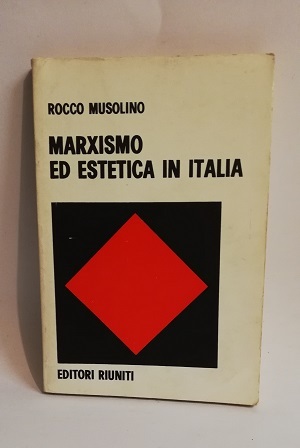 ROCCO MUSOLINO
MARXISMO
ED ESTETICA IN ITALIA
EDITORI RIUNITI